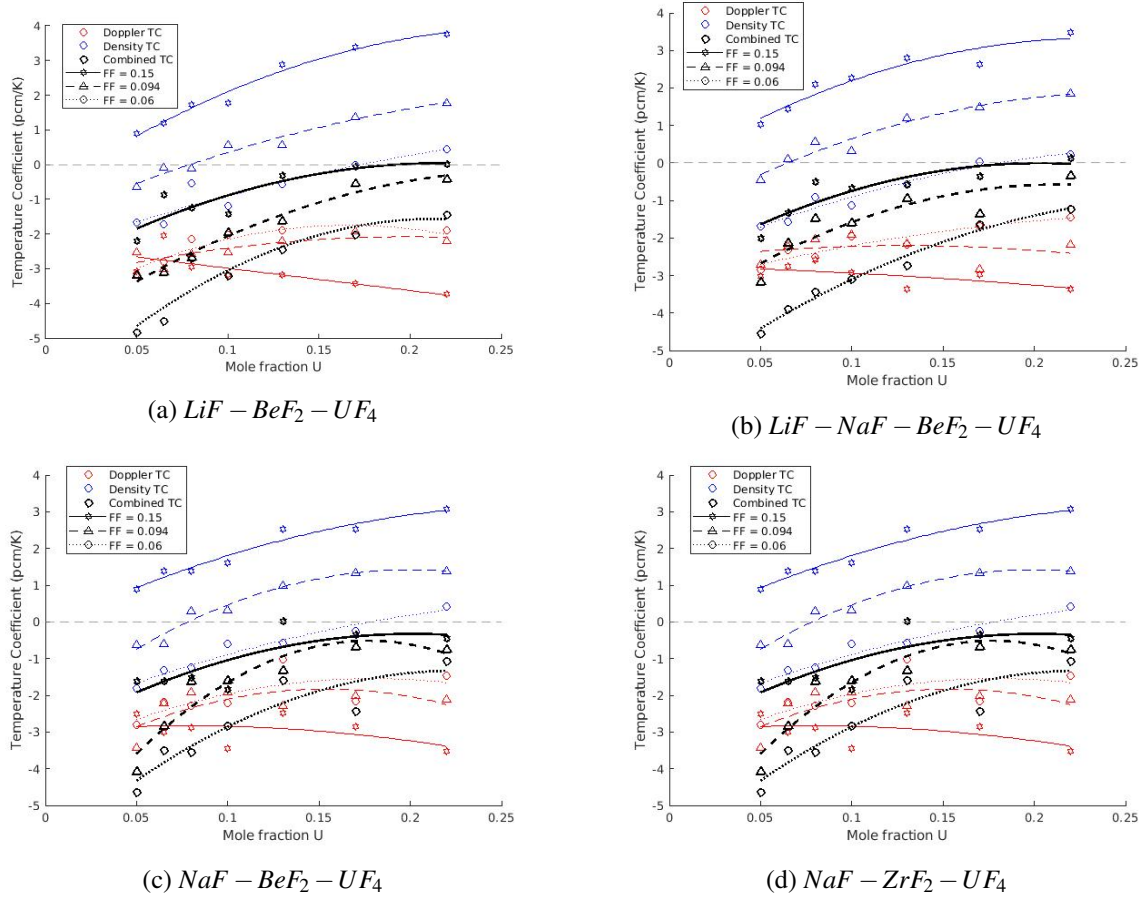 4
3
2
1
0
-1
-2
-3
-4
-5
Temperature Coefficient (pcm/K)
Doppler TC
Density TC
Combined TC
FF = 0.15
FF = 0.094
FF = 0.06
0 0.05 0.1 0.15 0.2 0.25
Mole fraction U
(a) LiF − BeF₂ − UF₄
4
3
2
1
0
-1
-2
-3
-4
-5
Temperature Coefficient (pcm/K)
Doppler TC
Density TC
Combined TC
FF = 0.15
FF = 0.094
FF = 0.06
0 0.05 0.1 0.15 0.2 0.25
Mole fraction U
(b) LiF − NaF − BeF₂ − UF₄
4
3
2
1
0
-1
-2
-3
-4
-5
Temperature Coefficient (pcm/K)
Doppler TC
Density TC
Combined TC
FF = 0.15
FF = 0.094
FF = 0.06
0 0.05 0.1 0.15 0.2 0.25
Mole fraction U
(c) NaF − BeF₂ − UF₄
4
3
2
1
0
-1
-2
-3
-4
-5
Temperature Coefficient (pcm/K)
Doppler TC
Density TC
Combined TC
FF = 0.15
FF = 0.094
FF = 0.06
0 0.05 0.1 0.15 0.2 0.25
Mole fraction U
(d) NaF − ZrF₂ − UF₄